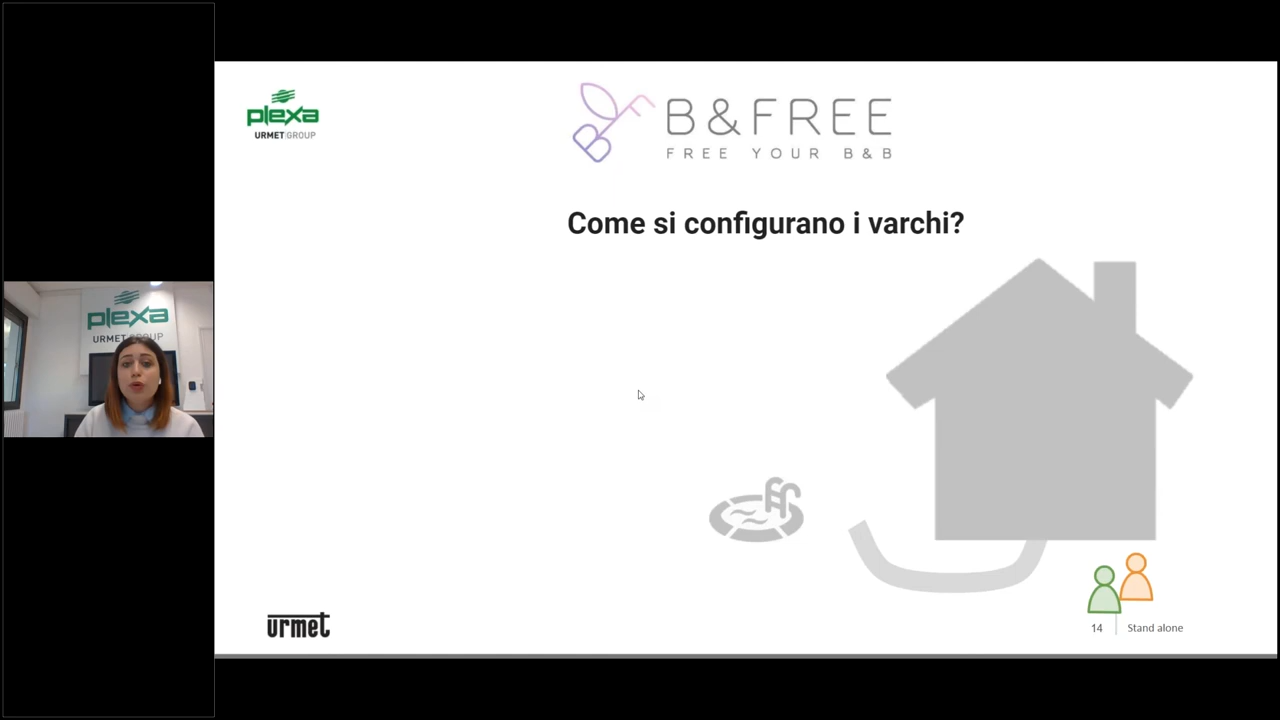 plexa
URMET GROUP
B&FREE
FREE YOUR B&B
Come si configurano i varchi?
plexa
URMET GROUP
urmet
14
Stand alone